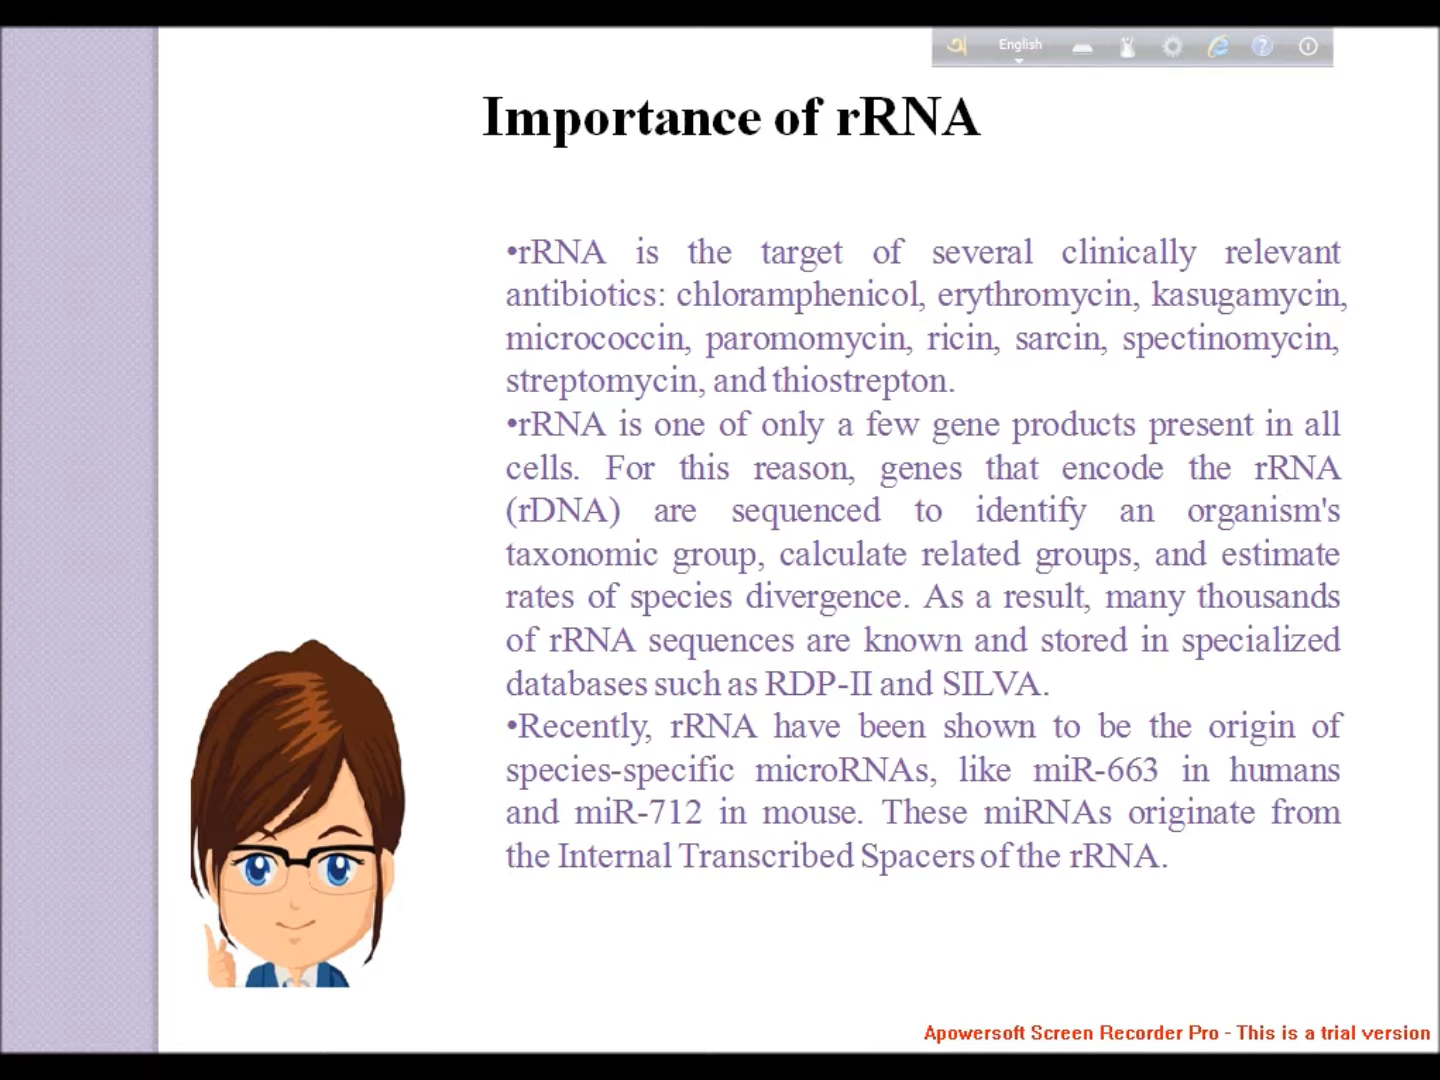 English
Importance of rRNA
•rRNA is the target of several clinically relevant
antibiotics: chloramphenicol, erythromycin, kasugamycin,
micrococcin, paromomycin, ricin, sarcin, spectinomycin,
streptomycin, and thiostrepton.
•rRNA is one of only a few gene products present in all
cells. For this reason, genes that encode the rRNA
(rDNA) are sequenced to identify an organism's
taxonomic group, calculate related groups, and estimate
rates of species divergence. As a result, many thousands
of rRNA sequences are known and stored in specialized
databases such as RDP-II and SILVA.
•Recently, rRNA have been shown to be the origin of
species-specific microRNAs, like miR-663 in humans
and miR-712 in mouse. These miRNAs originate from
the Internal Transcribed Spacers of the rRNA.
Apowersoft Screen Recorder Pro - This is a trial version